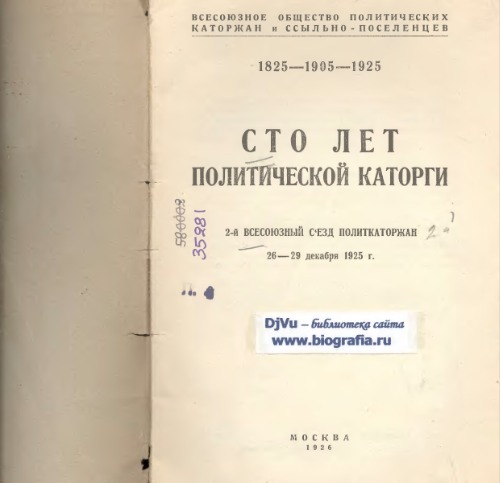 ВСЕСОЮЗНОЕ ОБЩЕСТВО ПОЛИТИЧЕСКИХ
КАТОРЖАН и ССЫЛЬНО-ПОСЕЛЕНЦЕВ
1825—1905—1925
СТО ЛЕТ
ПОЛИТИЧЕСКОЙ КАТОРГИ
2-й ВСЕСОЮЗНЫЙ С'ЕЗД ПОЛИТКАТОРЖАН
26—29 декабря 1925 г.
35281
DjVu – библиотека сайта
www.biografia.ru
МОСКВА
1926